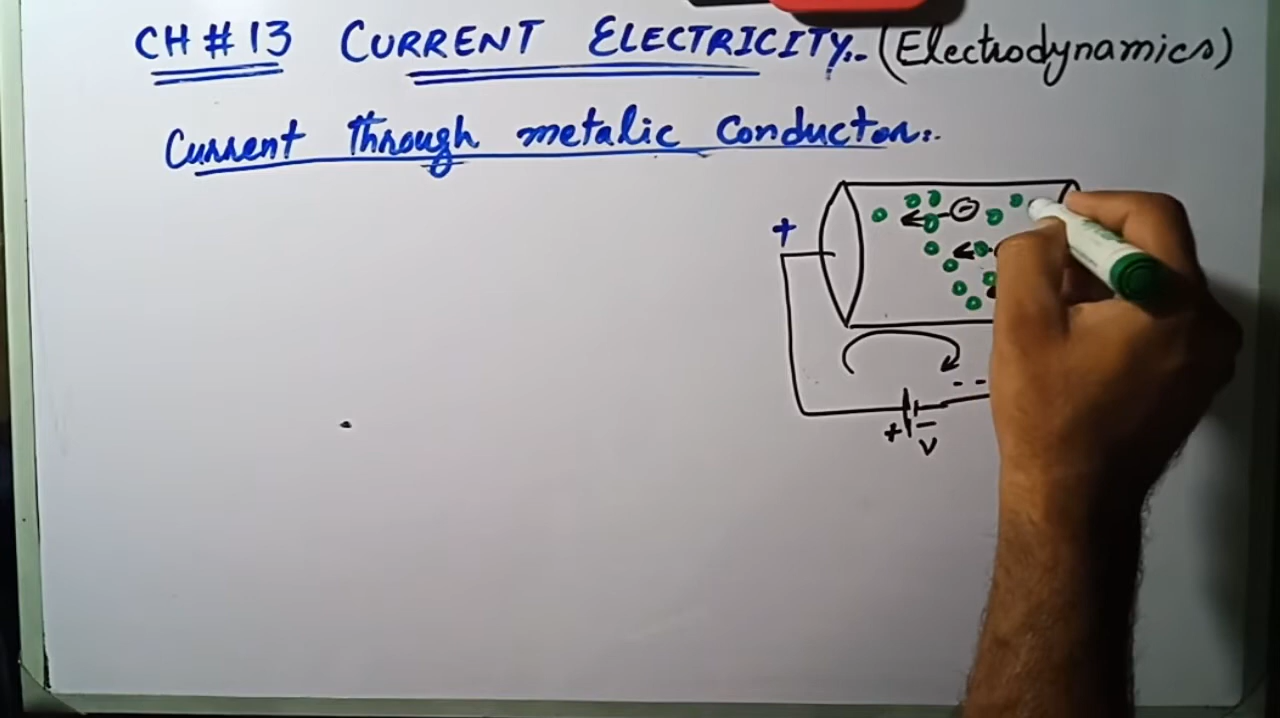 CH # 13 CURRENT ELECTRICITY:. (Electrodynamics)
Current through metalic conductor:.
+
-
- -
+ -
V